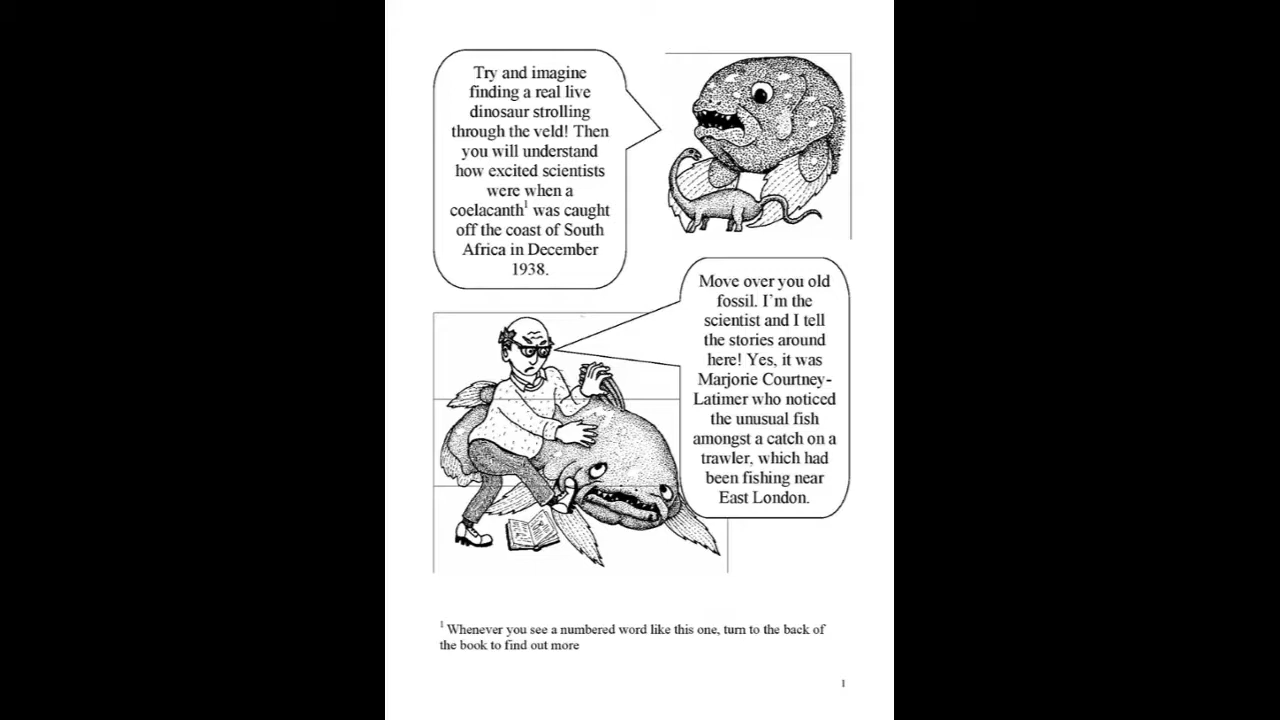 Try and imagine
finding a real live
dinosaur strolling
through the veld! Then
you will understand
how excited scientists
were when a
coelacanth¹ was caught
off the coast of South
Africa in December
1938.
Move over you old
fossil. I'm the
scientist and I tell
the stories around
here! Yes, it was
Marjorie Courtney-
Latimer who noticed
the unusual fish
amongst a catch on a
trawler, which had
been fishing near
East London.
¹ Whenever you see a numbered word like this one, turn to the back of
the book to find out more
1